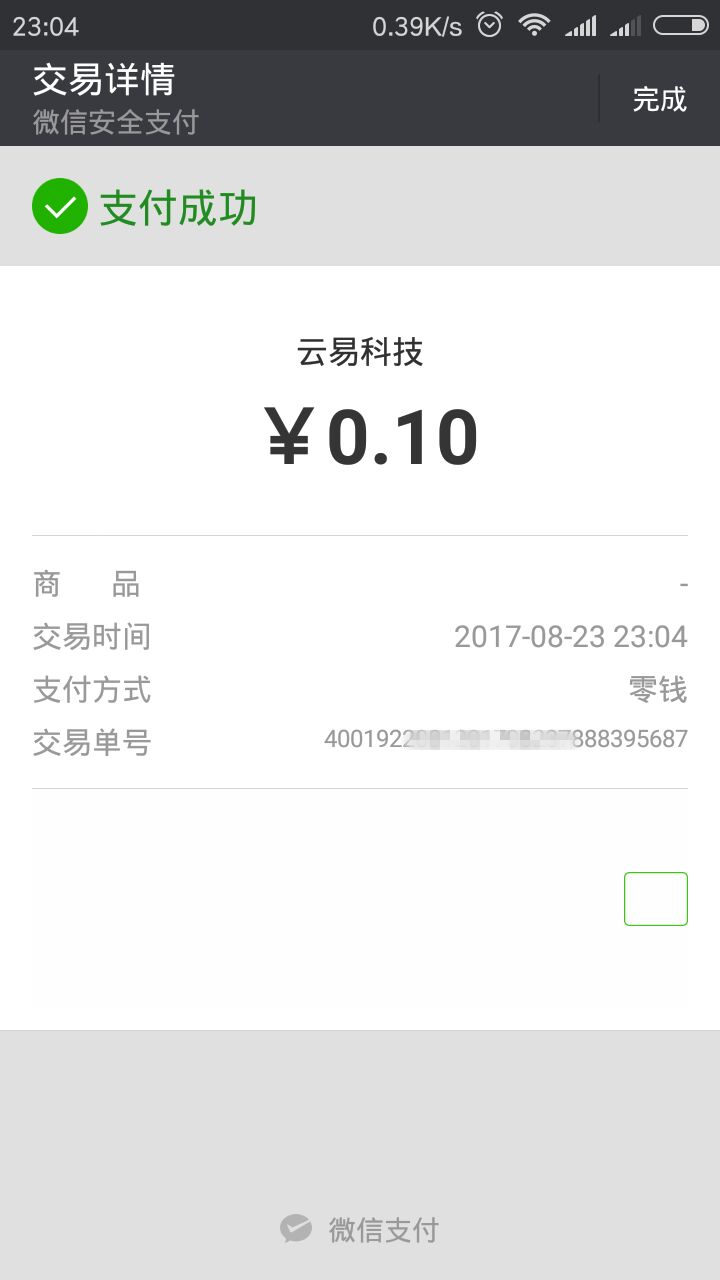 23:04 0.39K/s
交易详情
微信安全支付
完成
支付成功
云易科技
￥0.10
商 品 -
交易时间 2017-08-23 23:04
支付方式 零钱
交易单号 4001922 888395687
微信支付